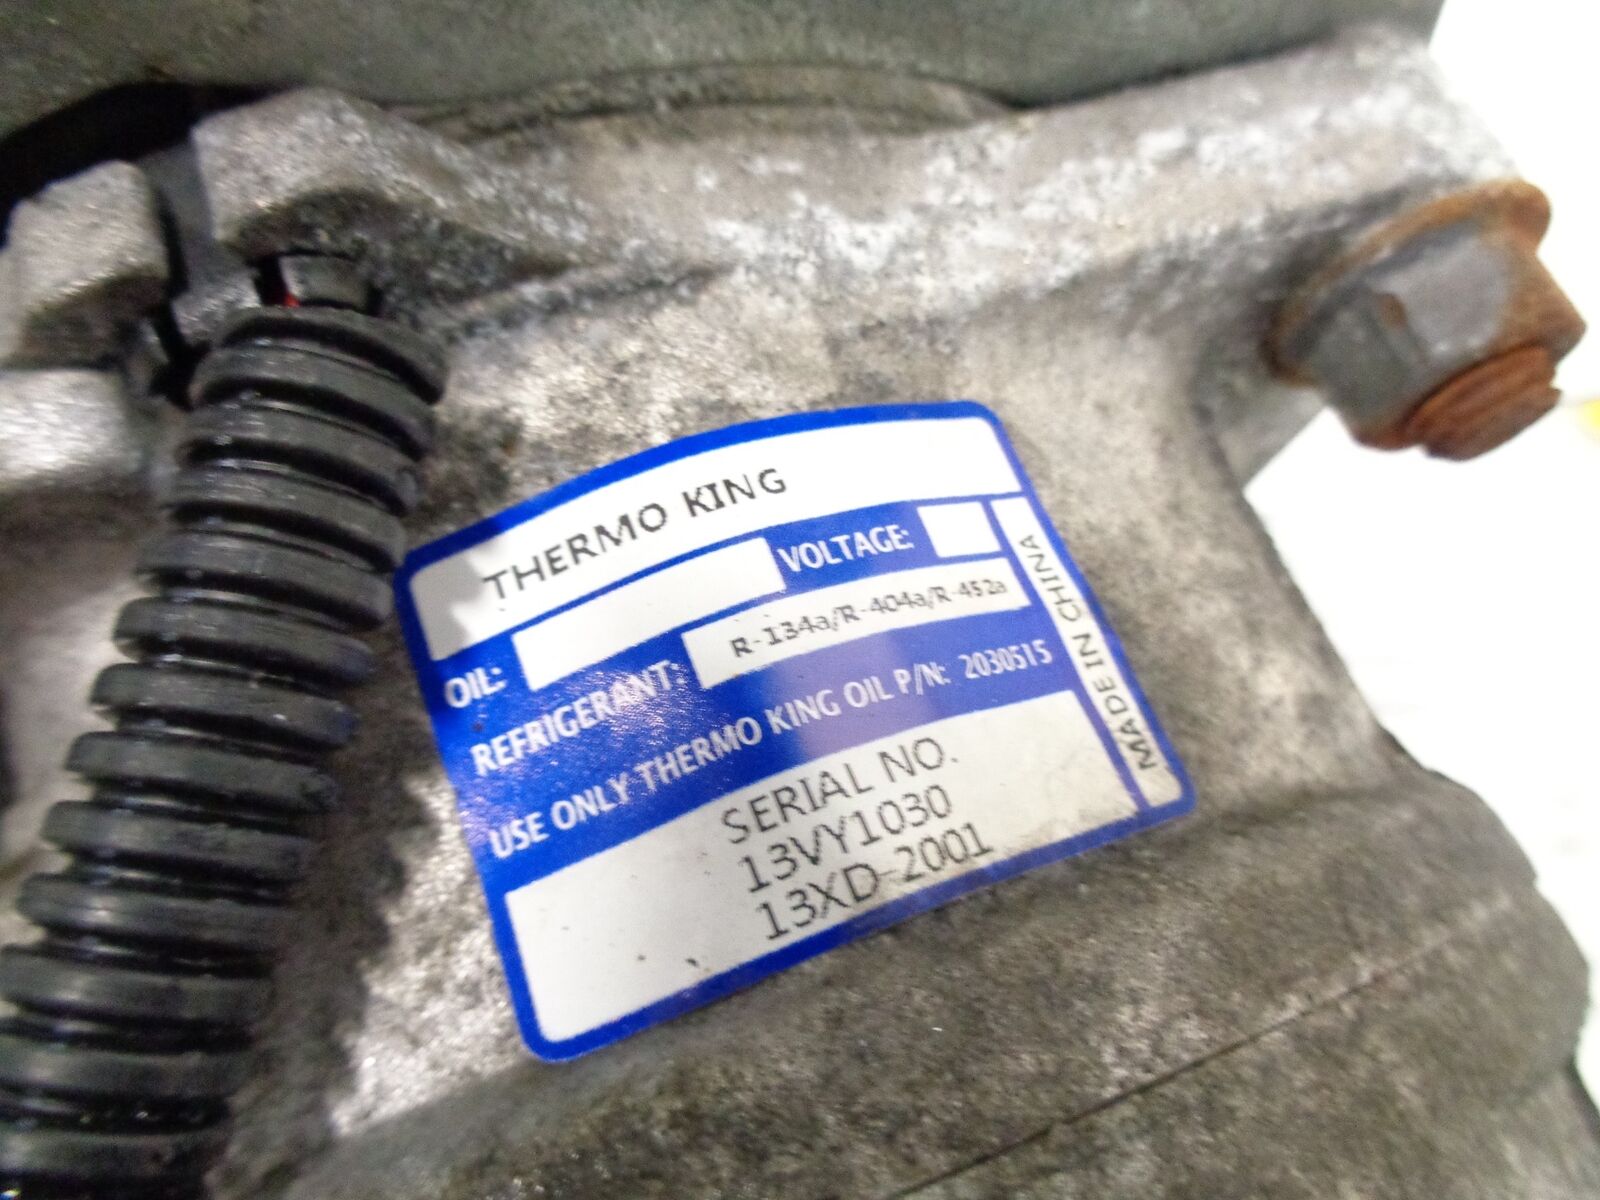 THERMO KING
OIL: VOLTAGE:
REFRIGERANT: R-134a/R-404a/R-452a
USE ONLY THERMO KING OIL P/N: 2030515
SERIAL NO.
13VY1030
13XD-2001
MADE IN CHINA